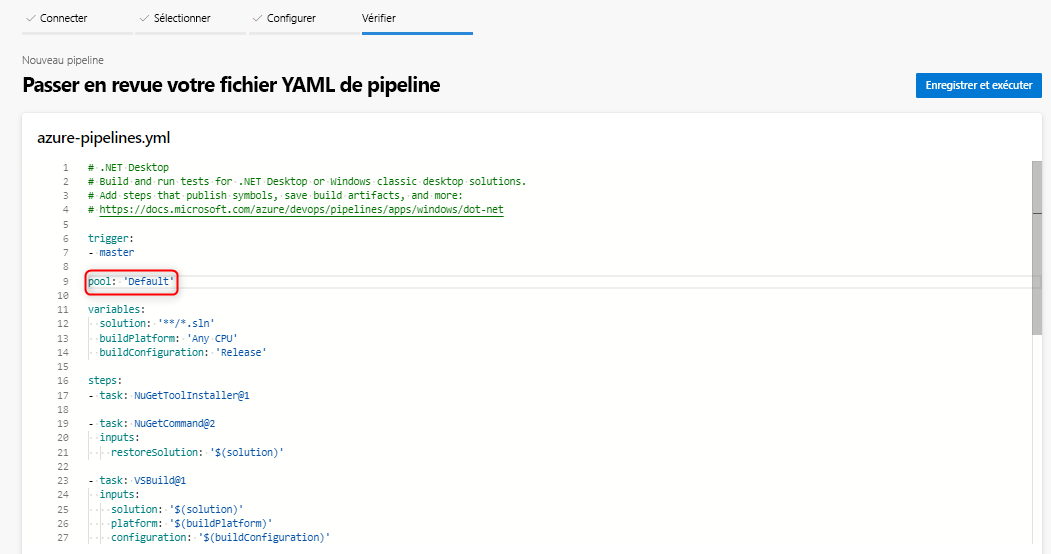 Connecter Sélectionner Configurer Vérifier
Nouveau pipeline
Passer en revue votre fichier YAML de pipeline
Enregistrer et exécuter
azure-pipelines.yml
1 # .NET Desktop
2 # Build and run tests for .NET Desktop or Windows classic desktop solutions.
3 # Add steps that publish symbols, save build artifacts, and more:
4 # https://docs.microsoft.com/azure/devops/pipelines/apps/windows/dot-net
5
6 trigger:
7 - master
8
9 pool: 'Default'
10
11 variables:
12   solution: '**/*.sln'
13   buildPlatform: 'Any CPU'
14   buildConfiguration: 'Release'
15
16 steps:
17 - task: NuGetToolInstaller@1
18
19 - task: NuGetCommand@2
20   inputs:
21     restoreSolution: '$(solution)'
22
23 - task: VSBuild@1
24   inputs:
25     solution: '$(solution)'
26     platform: '$(buildPlatform)'
27     configuration: '$(buildConfiguration)'